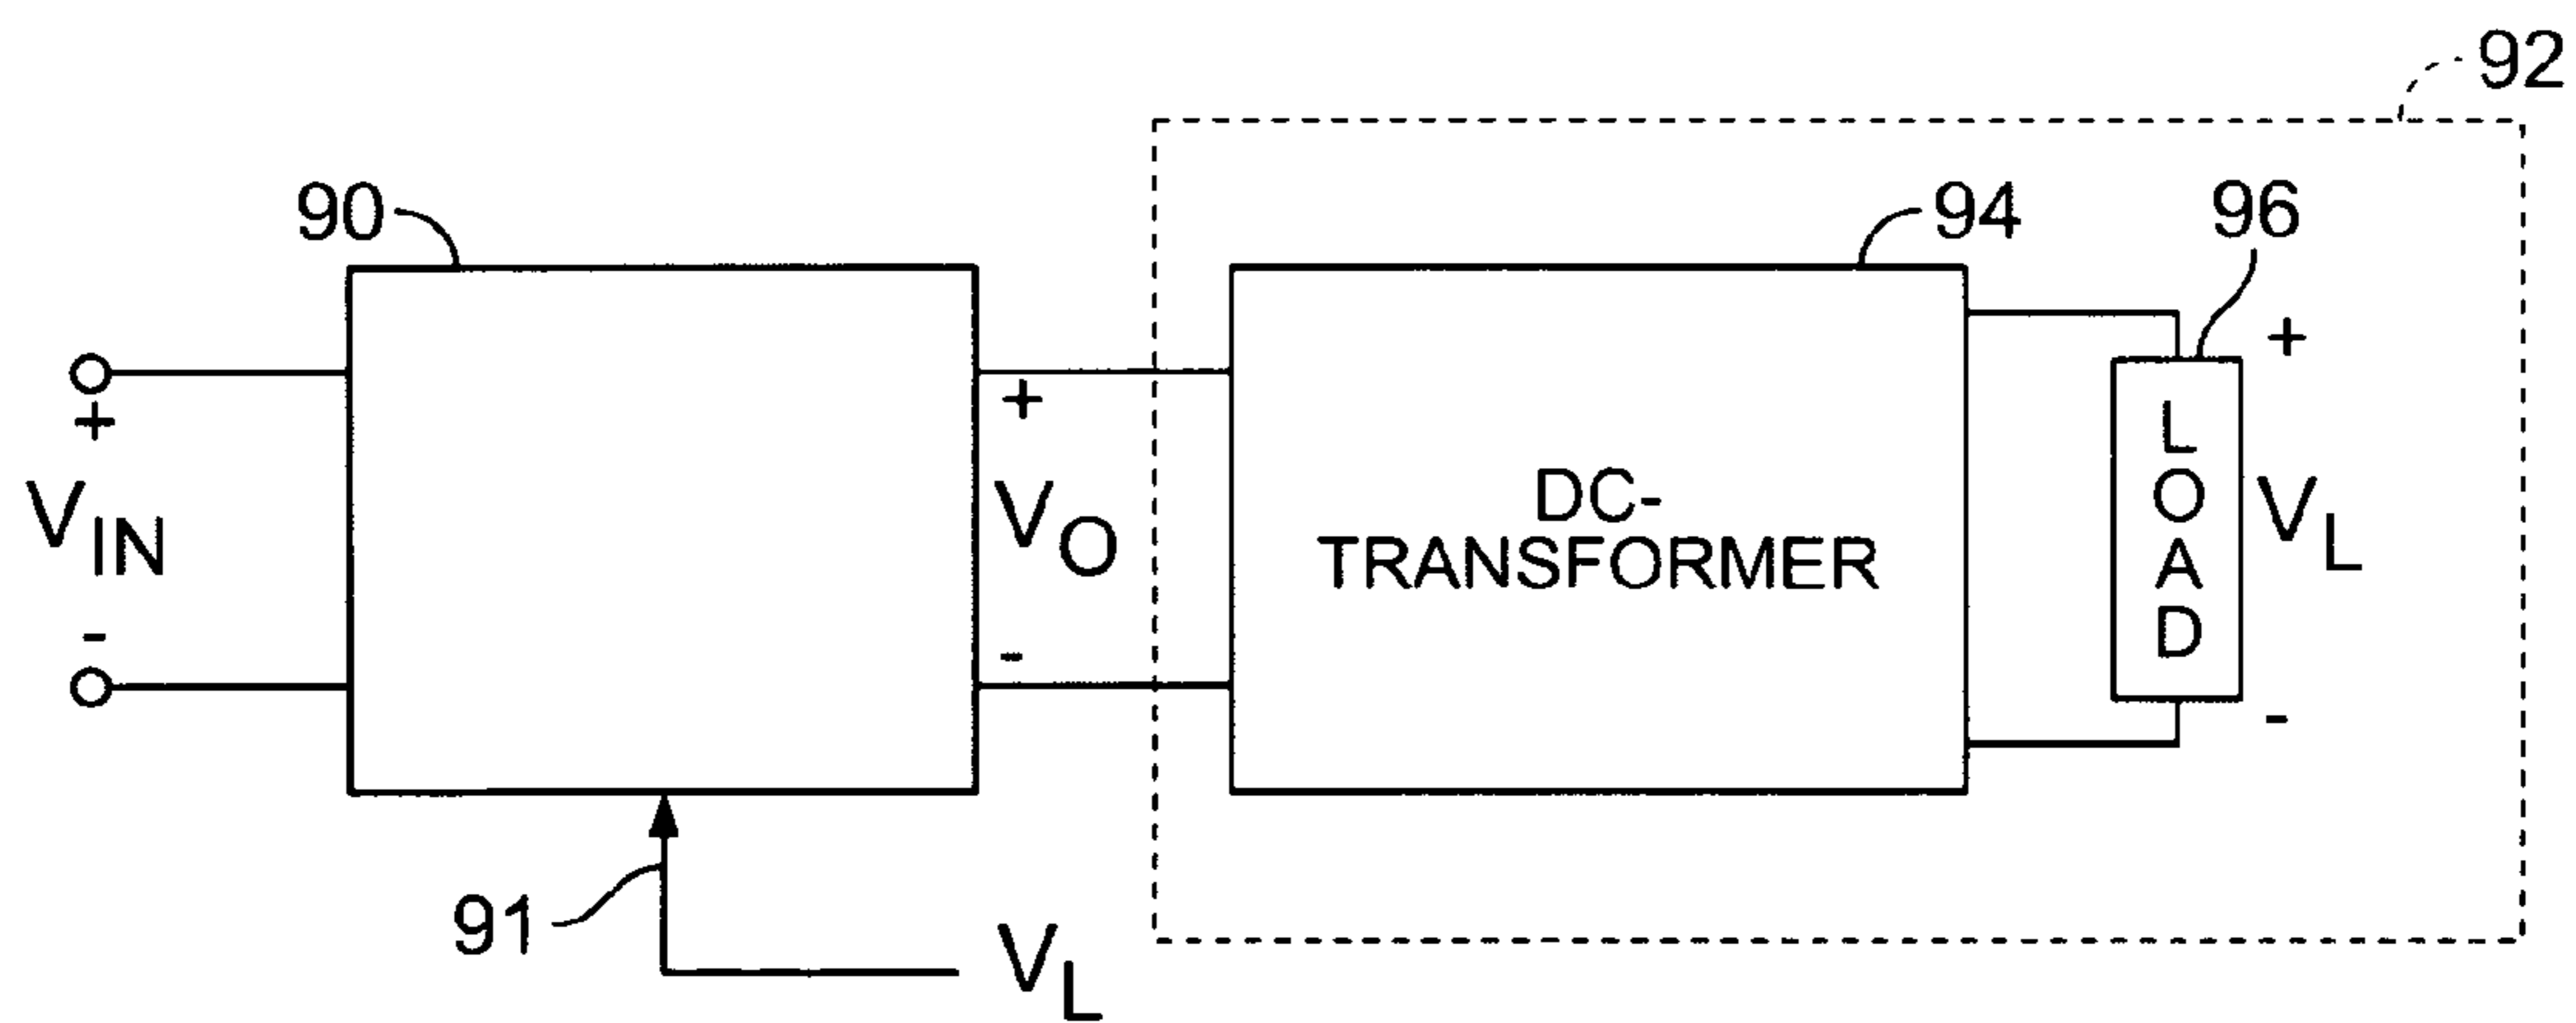 92
90
94
96
+
-
VIN
+
-
VO
DC-
TRANSFORMER
LOAD
+
-
VL
91
VL